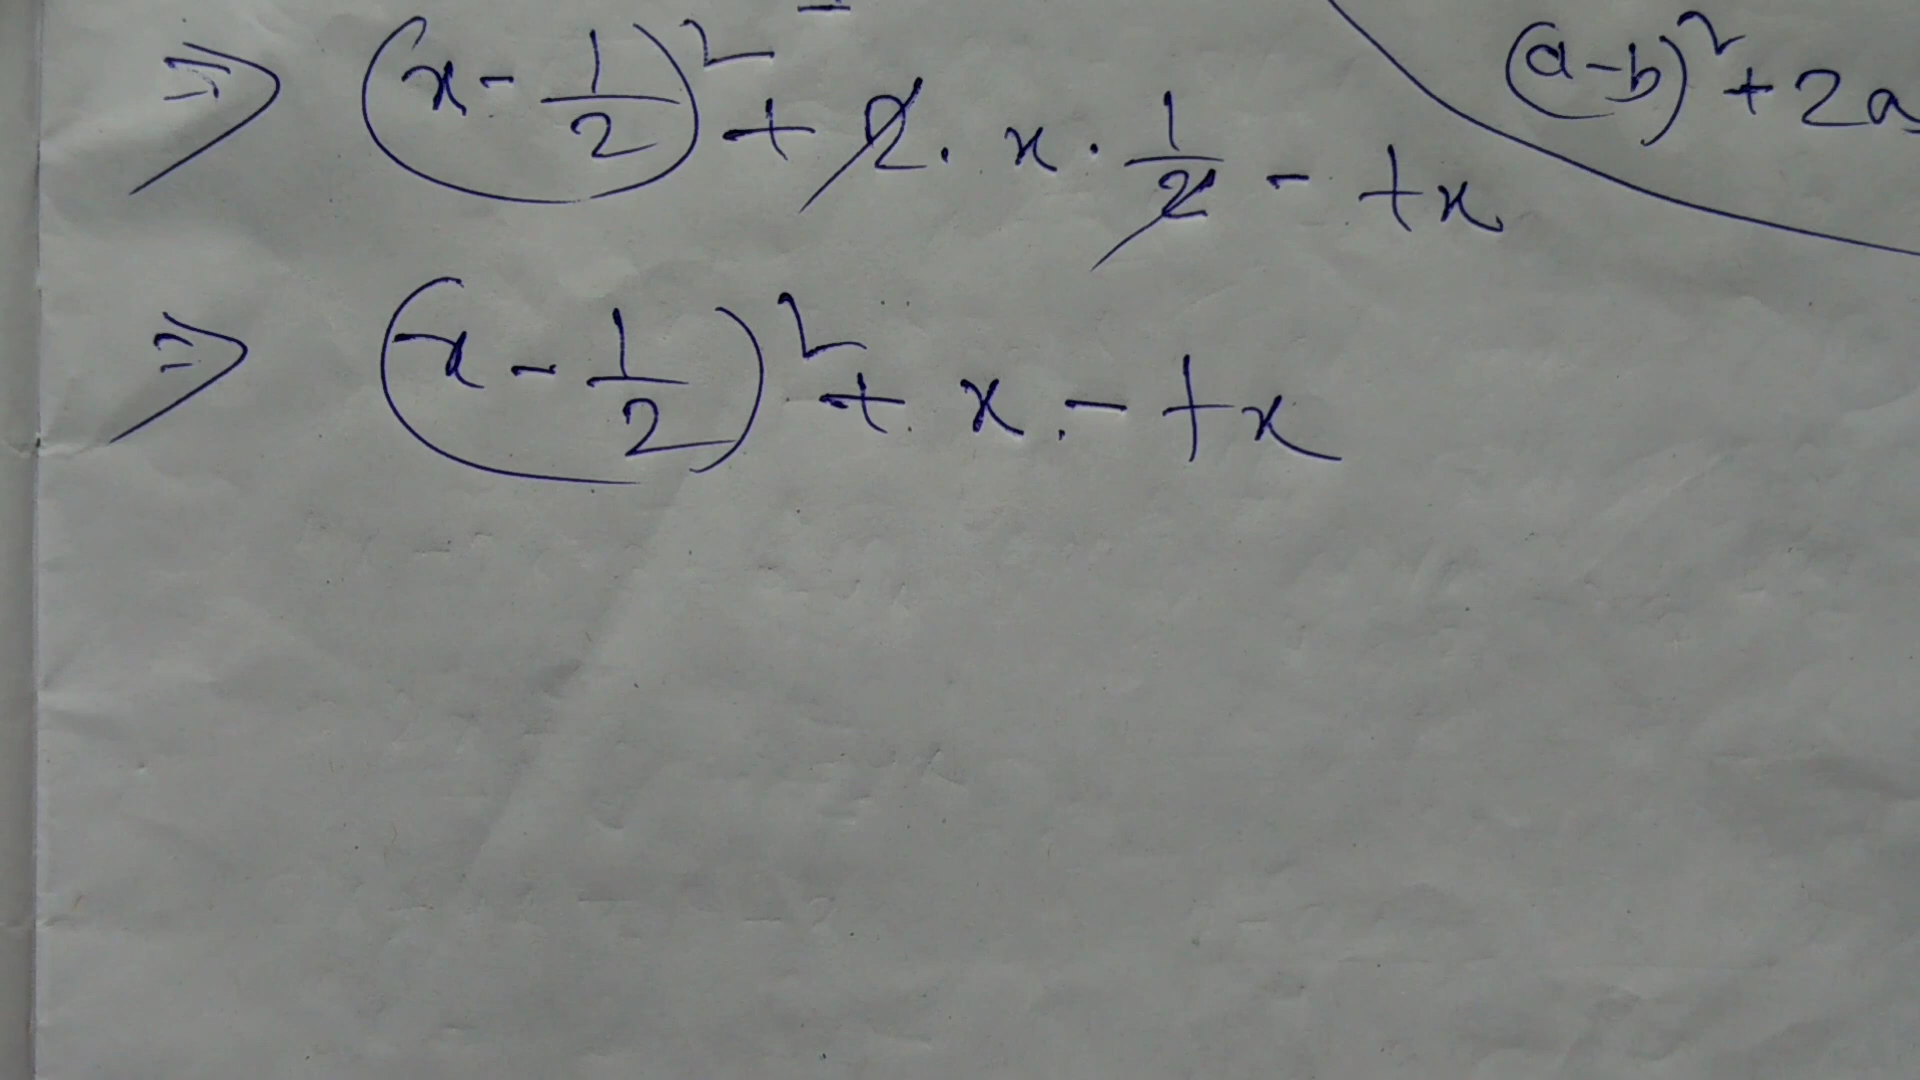 ⇒ (x - 1/2)² + 2 · x · 1/2 - tx
(a-b)² + 2a
⇒ (x - 1/2)² + x - tx